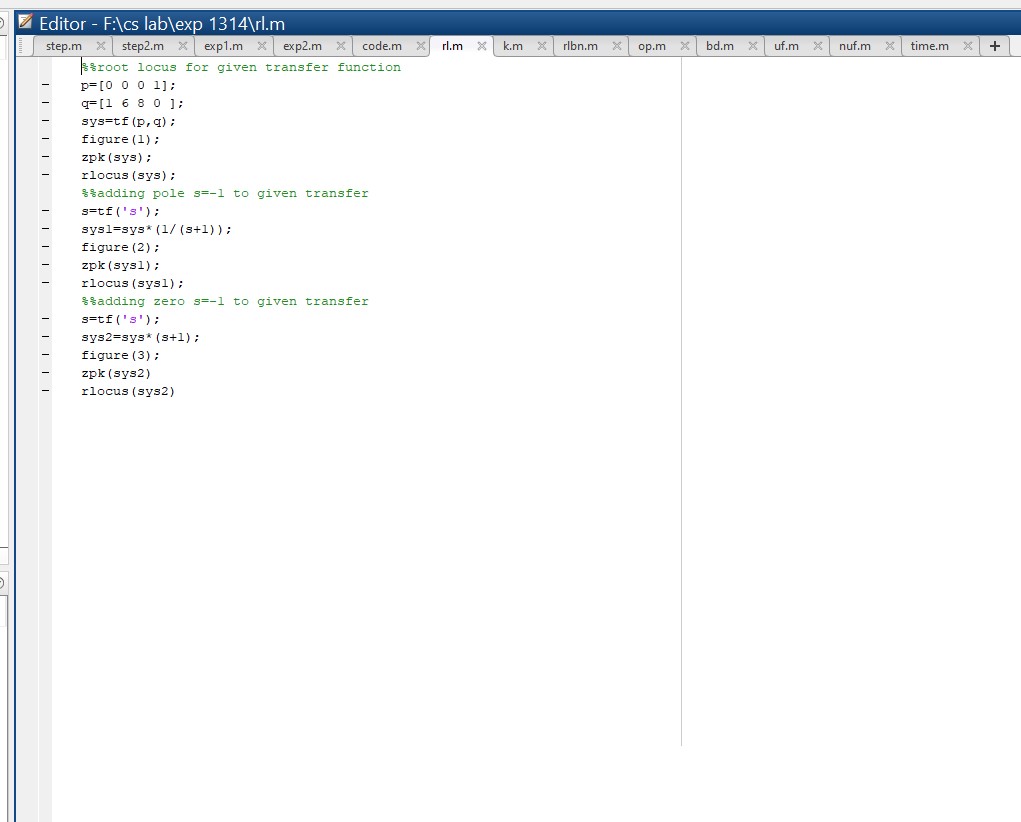 Editor - F:\cs lab\exp 1314\rl.m
step.m step2.m exp1.m exp2.m code.m rl.m k.m rlbn.m op.m bd.m uf.m nuf.m time.m +
%%root locus for given transfer function
p=[0 0 0 1];
q=[1 6 8 0 ];
sys=tf(p,q);
figure(1);
zpk(sys);
rlocus(sys);
%%adding pole s=-1 to given transfer
s=tf('s');
sys1=sys*(1/(s+1));
figure(2);
zpk(sys1);
rlocus(sys1);
%%adding zero s=-1 to given transfer
s=tf('s');
sys2=sys*(s+1);
figure(3);
zpk(sys2)
rlocus(sys2)